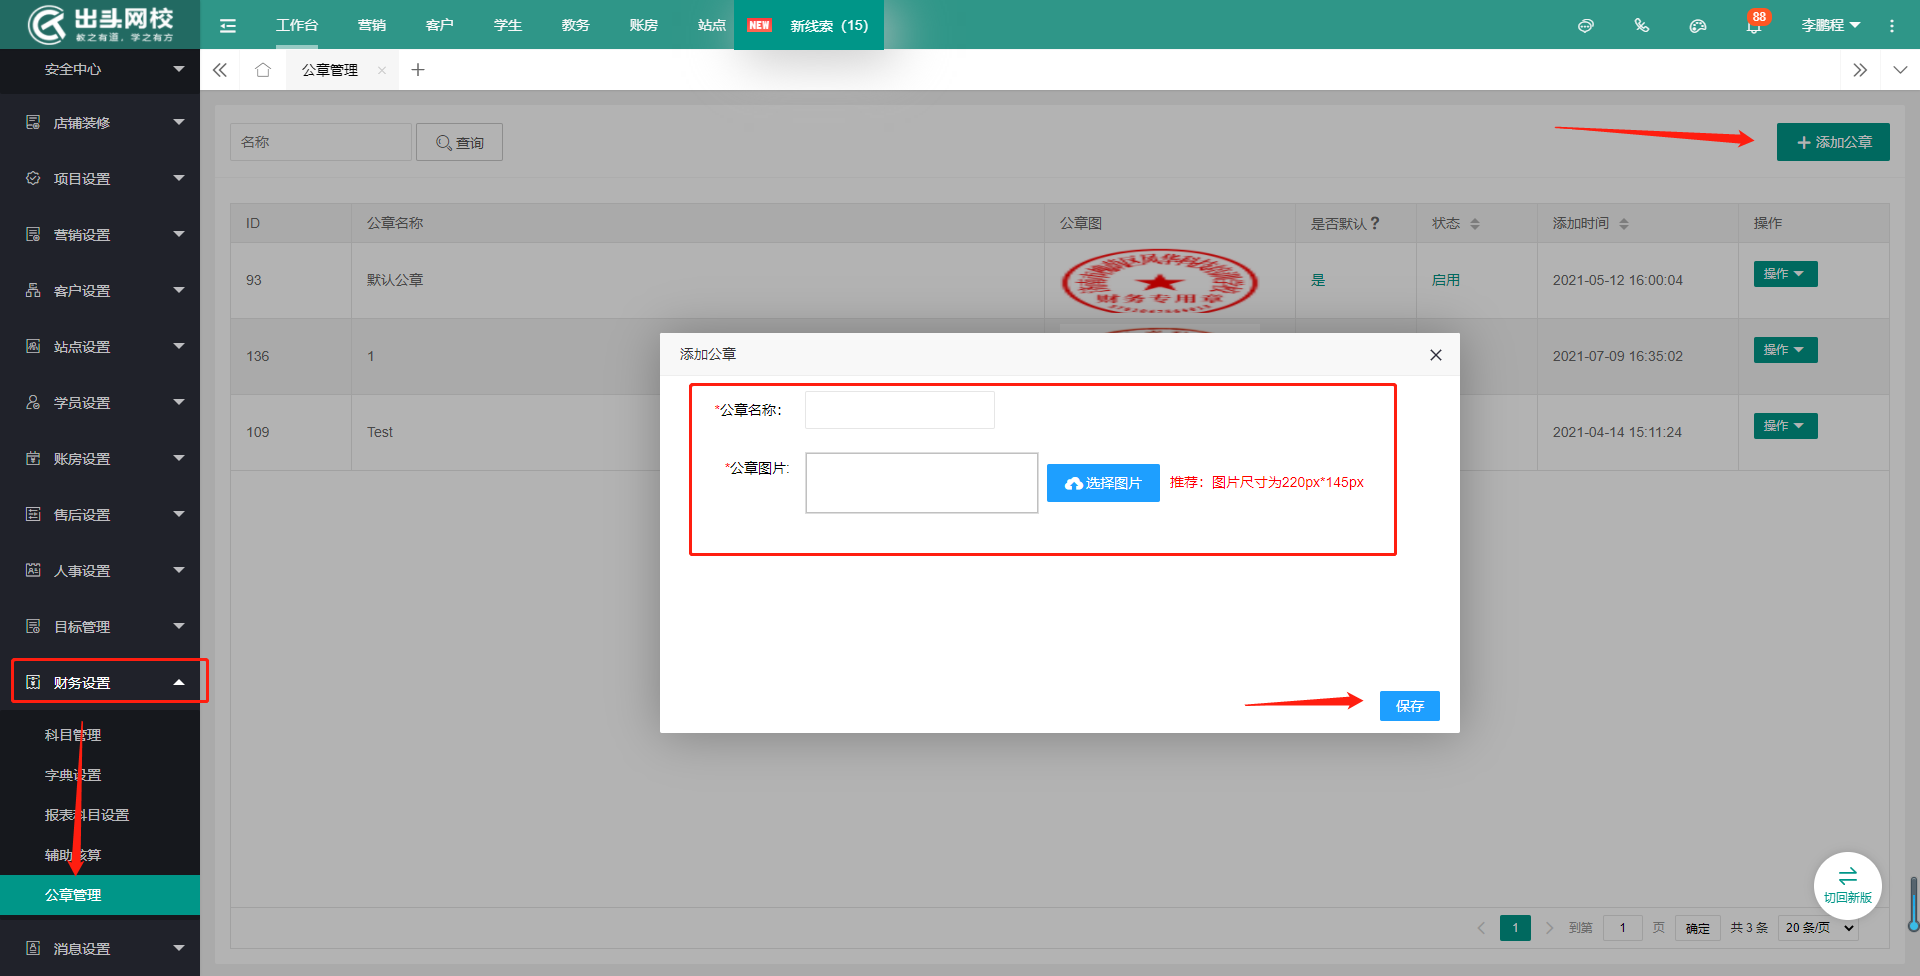 出头网校
教之有道，学之有方
工作台
营销
客户
学生
教务
账房
站点
NEW
新线索（15）
88
李鹏程
安全中心
公章管理
店铺装修
项目设置
营销设置
客户设置
站点设置
学员设置
账房设置
售后设置
人事设置
目标管理
财务设置
科目管理
字典设置
报表科目设置
辅助核算
公章管理
消息设置
名称
查询
添加公章
ID
公章名称
公章图
是否默认?
状态
添加时间
操作
93
默认公章
财务专用章
是
启用
2021-05-12 16:00:04
操作
136
1
2021-07-09 16:35:02
操作
109
Test
2021-04-14 15:11:24
操作
添加公章
*公章名称：
*公章图片:
选择图片
推荐：图片尺寸为220px*145px
保存
切回新版
1
到第
1
页
确定
共 3 条
20 条/页